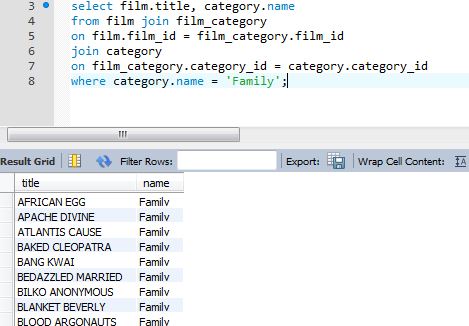 3 select film.title, category.name
4 from film join film_category
5 on film.film_id = film_category.film_id
6 join category
7 on film_category.category_id = category.category_id
8 where category.name = 'Family';
Result Grid Filter Rows: Export: Wrap Cell Content: IA
title name
AFRICAN EGG Family
APACHE DIVINE Family
ATLANTIS CAUSE Family
BAKED CLEOPATRA Family
BANG KWAI Family
BEDAZZLED MARRIED Family
BILKO ANONYMOUS Family
BLANKET BEVERLY Family
BLOOD ARGONAUTS Family